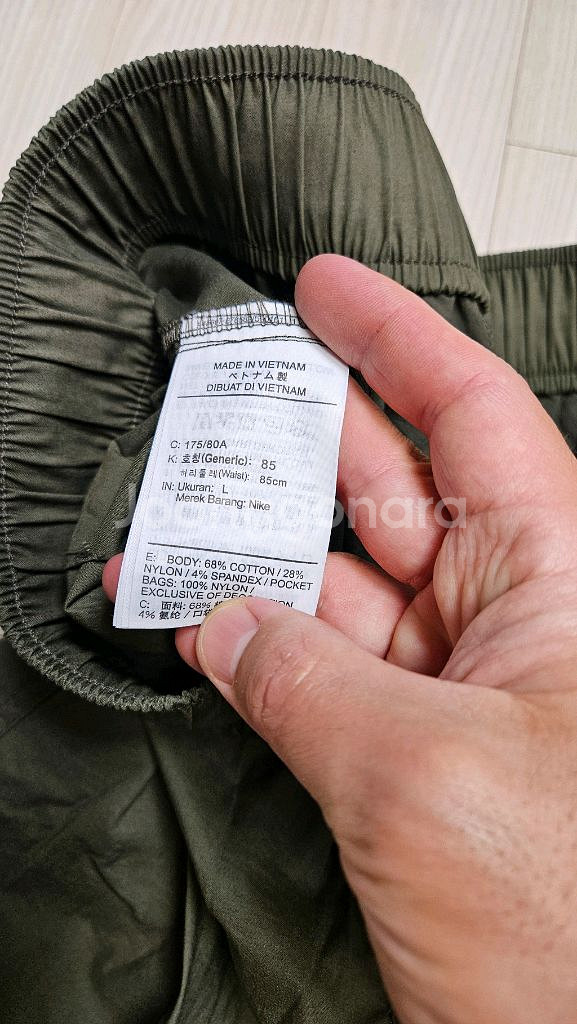 MADE IN VIETNAM
ベトナム製
DIBUAT DI VIETNAM
C: 175/80A
K: 호칭(Generic): 85
허리둘레(Waist): 85cm
IN: Ukuran: L
Merek Barang: Nike
E: BODY: 68% COTTON / 28%
NYLON / 4% SPANDEX / POCKET
BAGS: 100% NYLON /
EXCLUSIVE OF
C: 面料: 68%
4% 氨纶 /